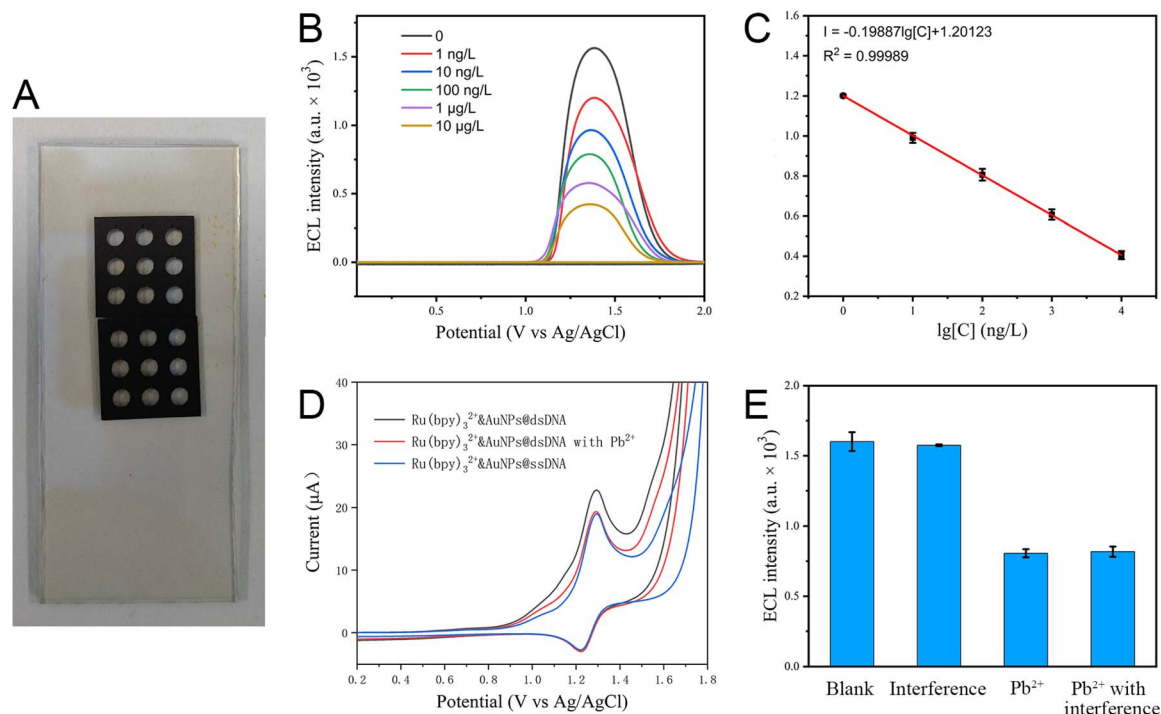 A
B
0
1 ng/L
10 ng/L
100 ng/L
1 µg/L
10 µg/L
ECL intensity (a.u. × 10³)
1.5
1.0
0.5
0.0
0.5
1.0
1.5
2.0
Potential (V vs Ag/AgCl)
C
I = -0.19887lg[C]+1.20123
R² = 0.99989
1.6
1.4
1.2
1.0
0.8
0.6
0.4
0.2
0
1
2
3
4
lg[C] (ng/L)
D
Ru(bpy)₃²⁺&AuNPs@dsDNA
Ru(bpy)₃²⁺&AuNPs@dsDNA with Pb²⁺
Ru(bpy)₃²⁺&AuNPs@ssDNA
Current (µA)
40
30
20
10
0
0.2
0.4
0.6
0.8
1.0
1.2
1.4
1.6
1.8
Potential (V vs Ag/AgCl)
E
ECL intensity (a.u. × 10³)
2.0
1.5
1.0
0.5
0.0
Blank
Interference
Pb²⁺
Pb²⁺ with
interference